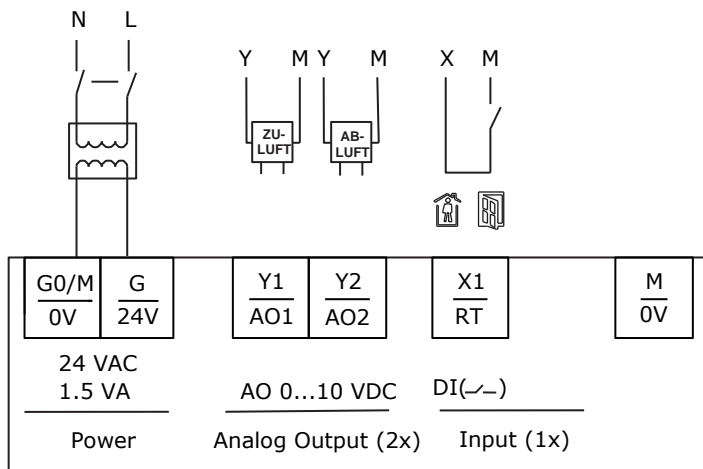 N L
Y M Y M X M
ZU-
LUFT
AB-
LUFT
G0/M
0V
G
24V
Y1
AO1
Y2
AO2
X1
RT
M
0V
24 VAC
1.5 VA
AO 0...10 VDC
DI( )
Power
Analog Output (2x)
Input (1x)